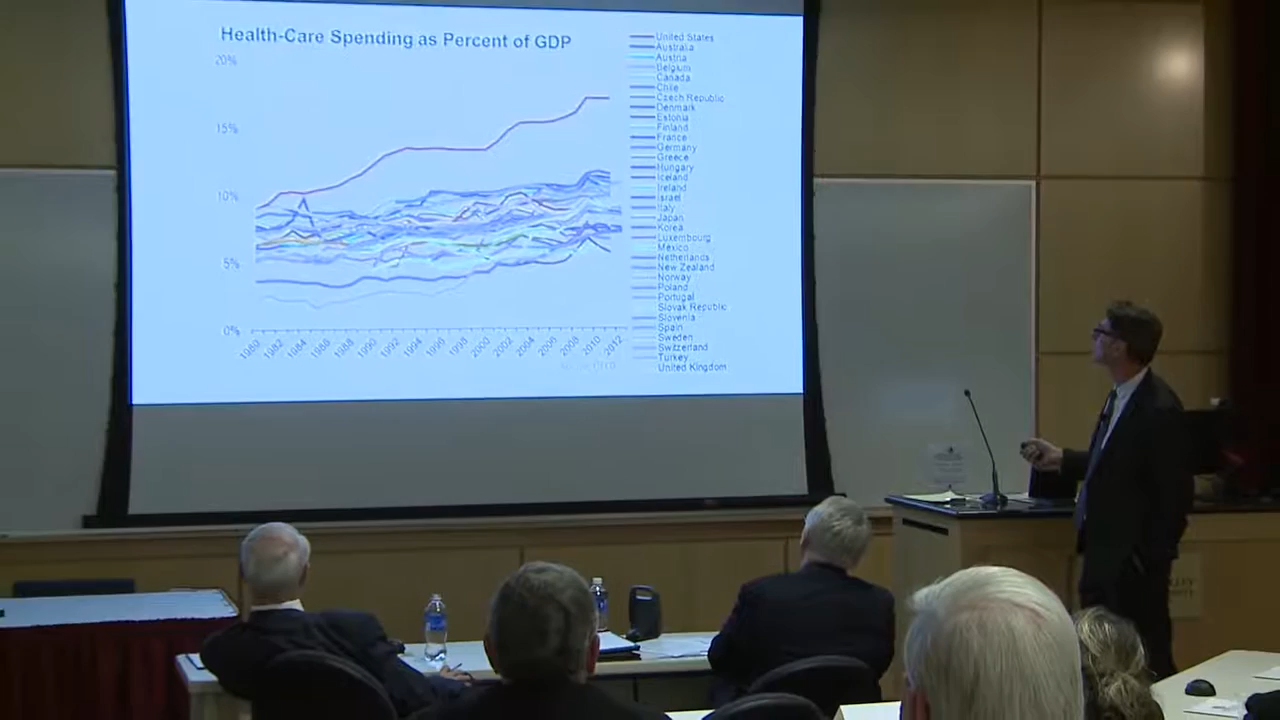 Health-Care Spending as Percent of GDP
20%
15%
10%
5%
0%
1980 1982 1984 1986 1988 1990 1992 1994 1996 1998 2000 2002 2004 2006 2008 2010 2012
United States
Australia
Austria
Belgium
Canada
Chile
Czech Republic
Denmark
Estonia
Finland
France
Germany
Greece
Hungary
Iceland
Ireland
Israel
Italy
Japan
Korea
Luxembourg
Mexico
Netherlands
New Zealand
Norway
Poland
Portugal
Slovak Republic
Slovenia
Spain
Sweden
Switzerland
Turkey
United Kingdom